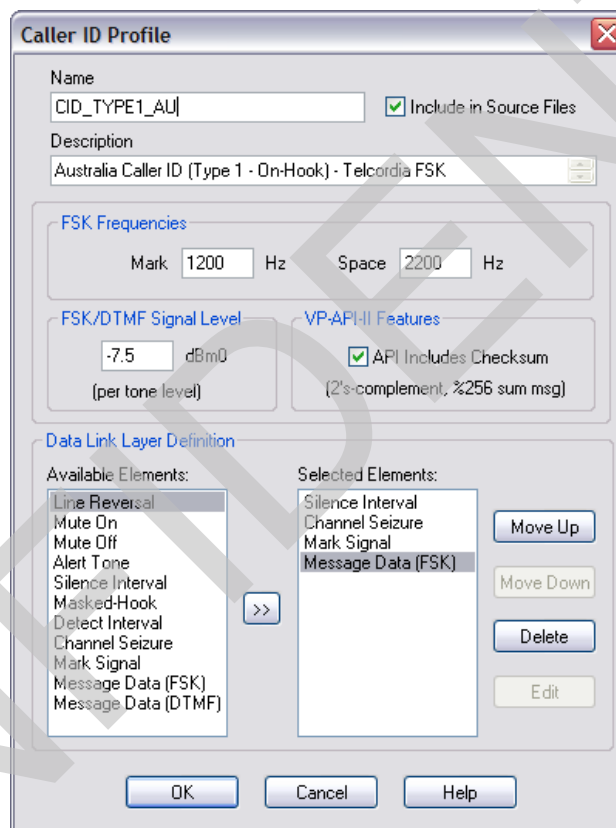 Caller ID Profile
Name
CID_TYPE1_AU
Include in Source Files
Description
Australia Caller ID (Type 1 - On-Hook) - Telcordia FSK
FSK Frequencies
Mark 1200 Hz Space 2200 Hz
FSK/DTMF Signal Level
-7.5 dBm0
(per tone level)
VP-API-II Features
API Includes Checksum
(2's-complement, %256 sum msg)
Data Link Layer Definition
Available Elements:
Line Reversal
Mute On
Mute Off
Alert Tone
Silence Interval
Masked-Hook
Detect Interval
Channel Seizure
Mark Signal
Message Data (FSK)
Message Data (DTMF)
>>
Selected Elements:
Silence Interval
Channel Seizure
Mark Signal
Message Data (FSK)
Move Up
Move Down
Delete
Edit
OK
Cancel
Help